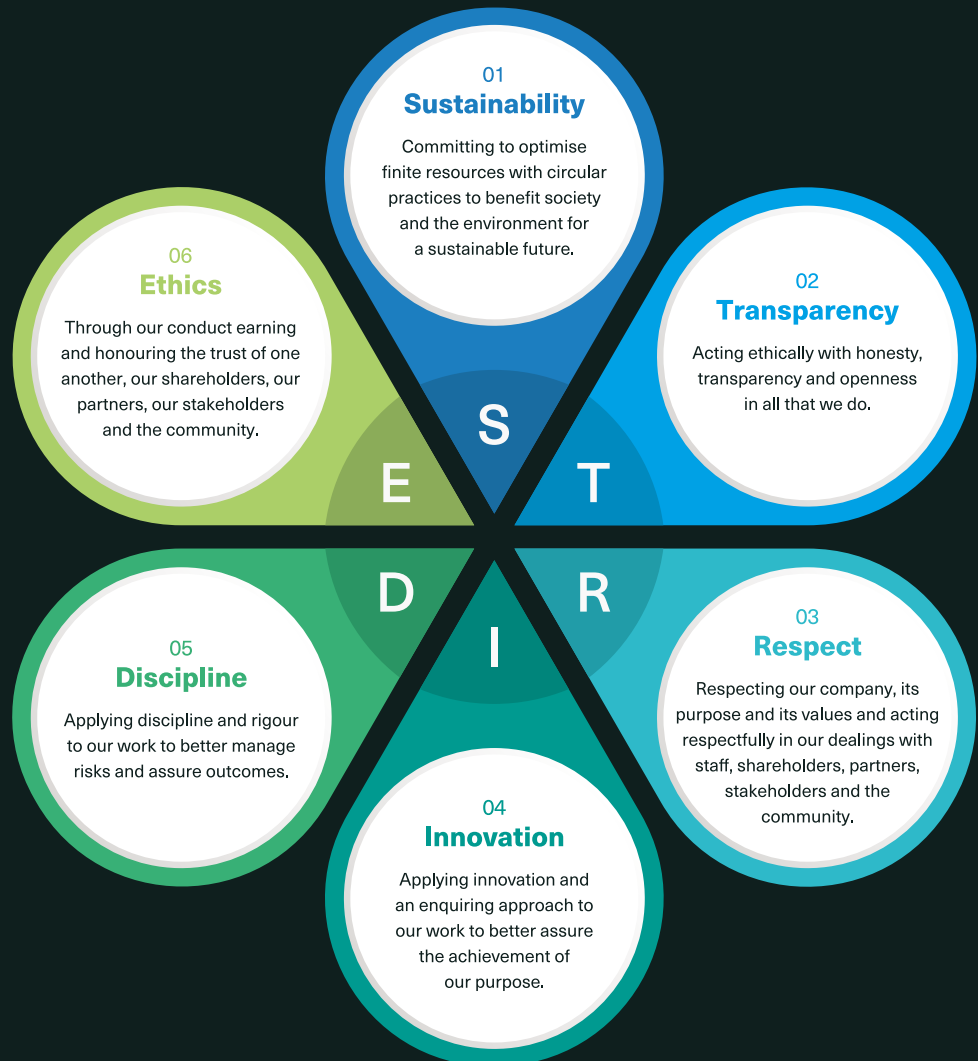 01
Sustainability
Committing to optimise
finite resources with circular
practices to benefit society
and the environment for
a sustainable future.
02
Transparency
Acting ethically with honesty,
transparency and openness
in all that we do.
03
Respect
Respecting our company, its
purpose and its values and acting
respectfully in our dealings with
staff, shareholders, partners,
stakeholders and the
community.
04
Innovation
Applying innovation and
an enquiring approach to
our work to better assure
the achievement of
our purpose.
05
Discipline
Applying discipline and rigour
to our work to better manage
risks and assure outcomes.
06
Ethics
Through our conduct earning
and honouring the trust of one
another, our shareholders, our
partners, our stakeholders
and the community.
S
T
R
I
D
E